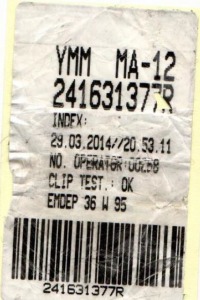 YMM MA-12
241631377R
INDEX:
29.03.2014//20.53.11
NO. OPERATOR:00258
CLIP TEST.: OK
EMDEP 36 W 95
241631377R